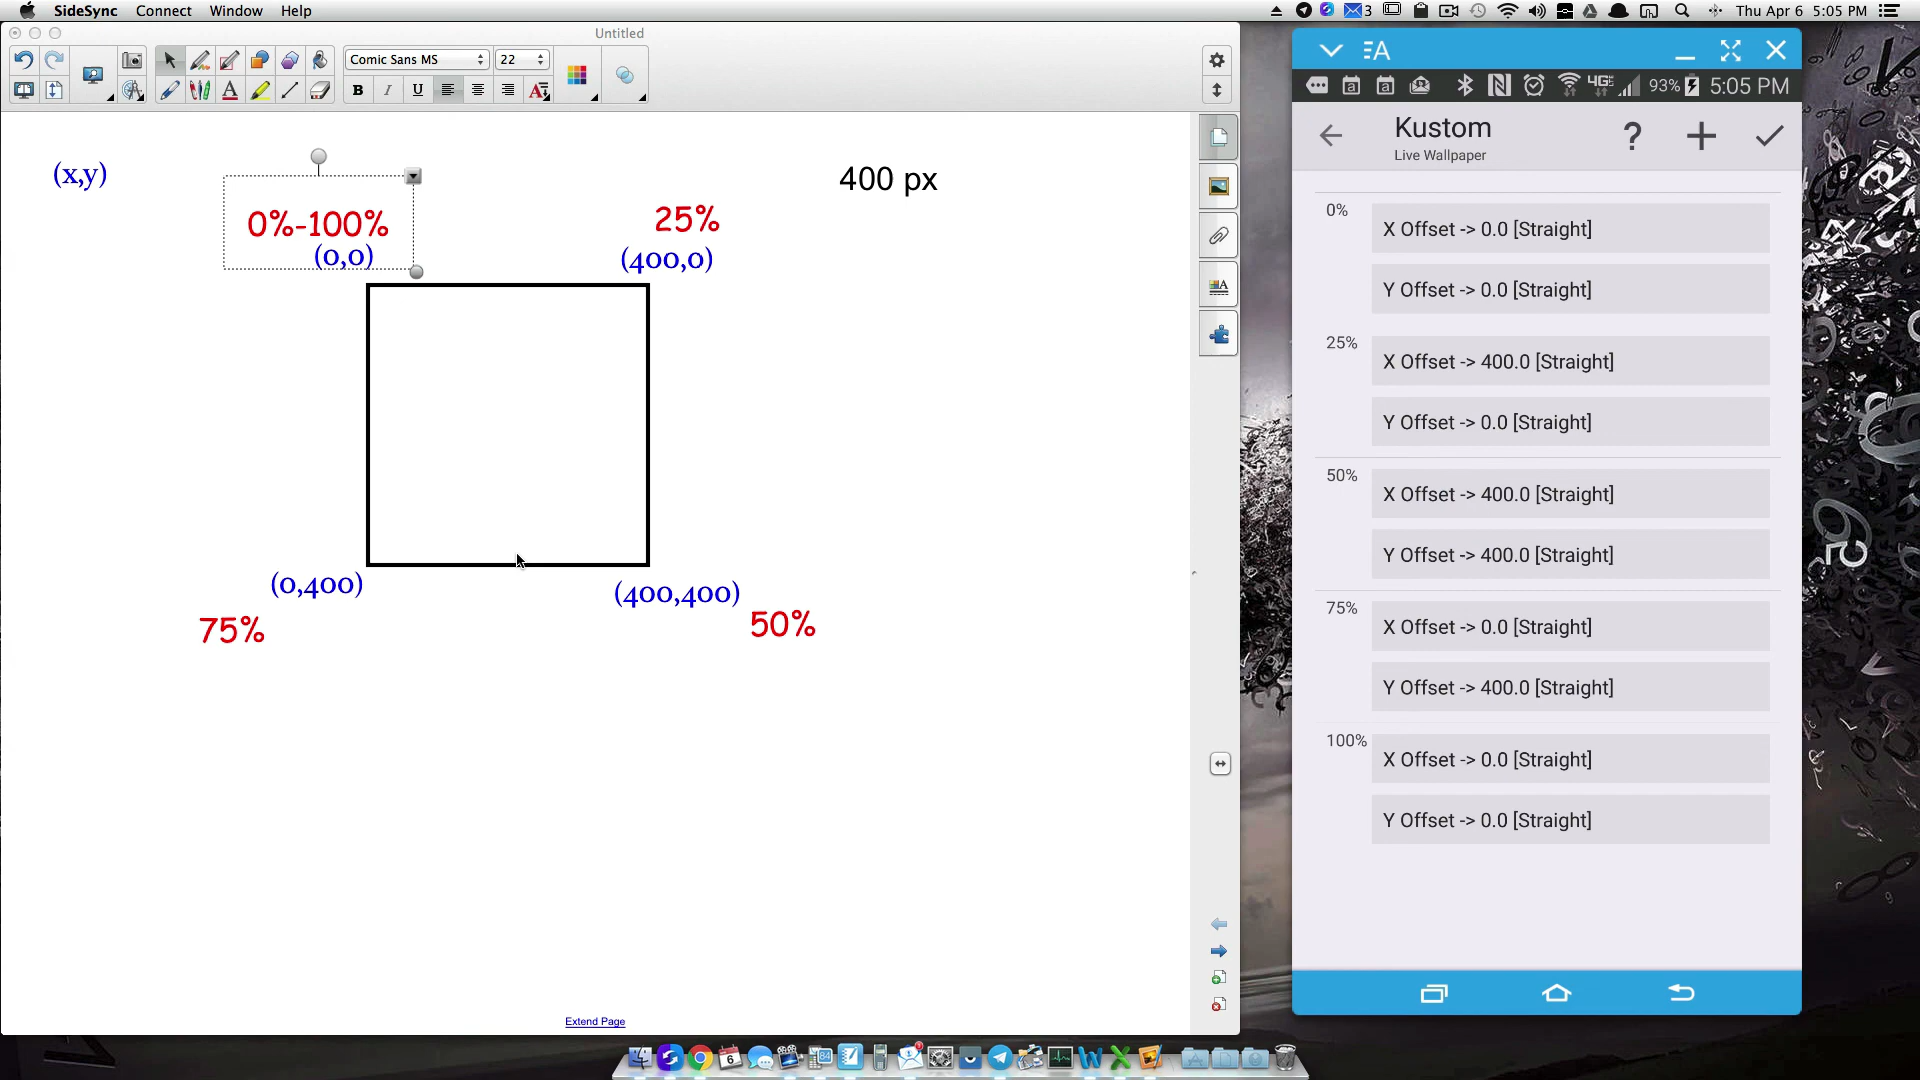 SideSync Connect Window Help
3
Thu Apr 6 5:05 PM
Untitled
Comic Sans MS 22
B I U
(x,y)
0%-100%
(0,0)
25%
(400,0)
400 px
(0,400)
75%
(400,400)
50%
Extend Page
93% 5:05 PM
Kustom
Live Wallpaper
0%
X Offset -> 0.0 [Straight]
Y Offset -> 0.0 [Straight]
25%
X Offset -> 400.0 [Straight]
Y Offset -> 0.0 [Straight]
50%
X Offset -> 400.0 [Straight]
Y Offset -> 400.0 [Straight]
75%
X Offset -> 0.0 [Straight]
Y Offset -> 400.0 [Straight]
100%
X Offset -> 0.0 [Straight]
Y Offset -> 0.0 [Straight]